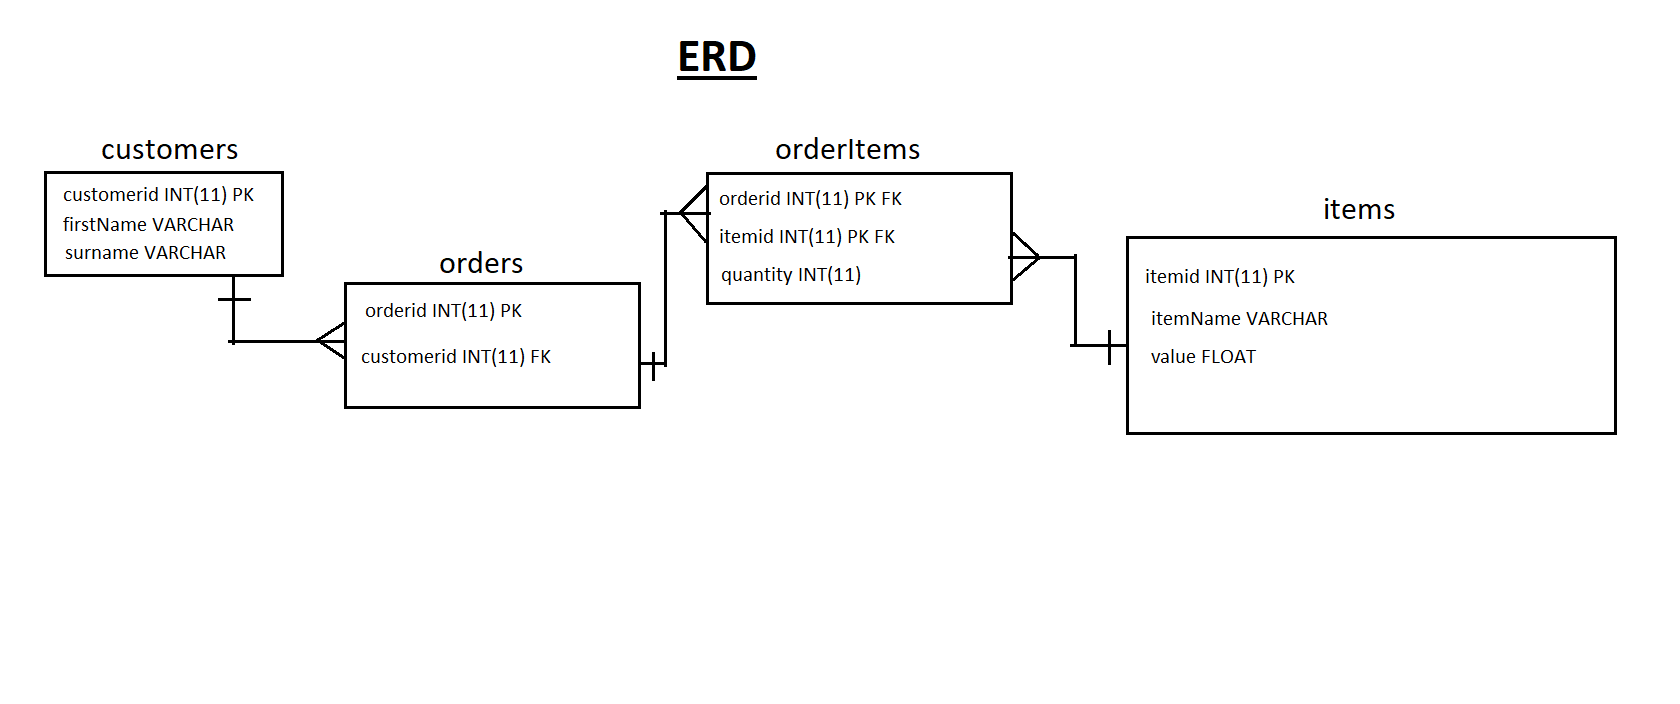 ERD
customers
customerid INT(11) PK
firstName VARCHAR
surname VARCHAR
orders
orderid INT(11) PK
customerid INT(11) FK
orderItems
orderid INT(11) PK FK
itemid INT(11) PK FK
quantity INT(11)
items
itemid INT(11) PK
itemName VARCHAR
value FLOAT